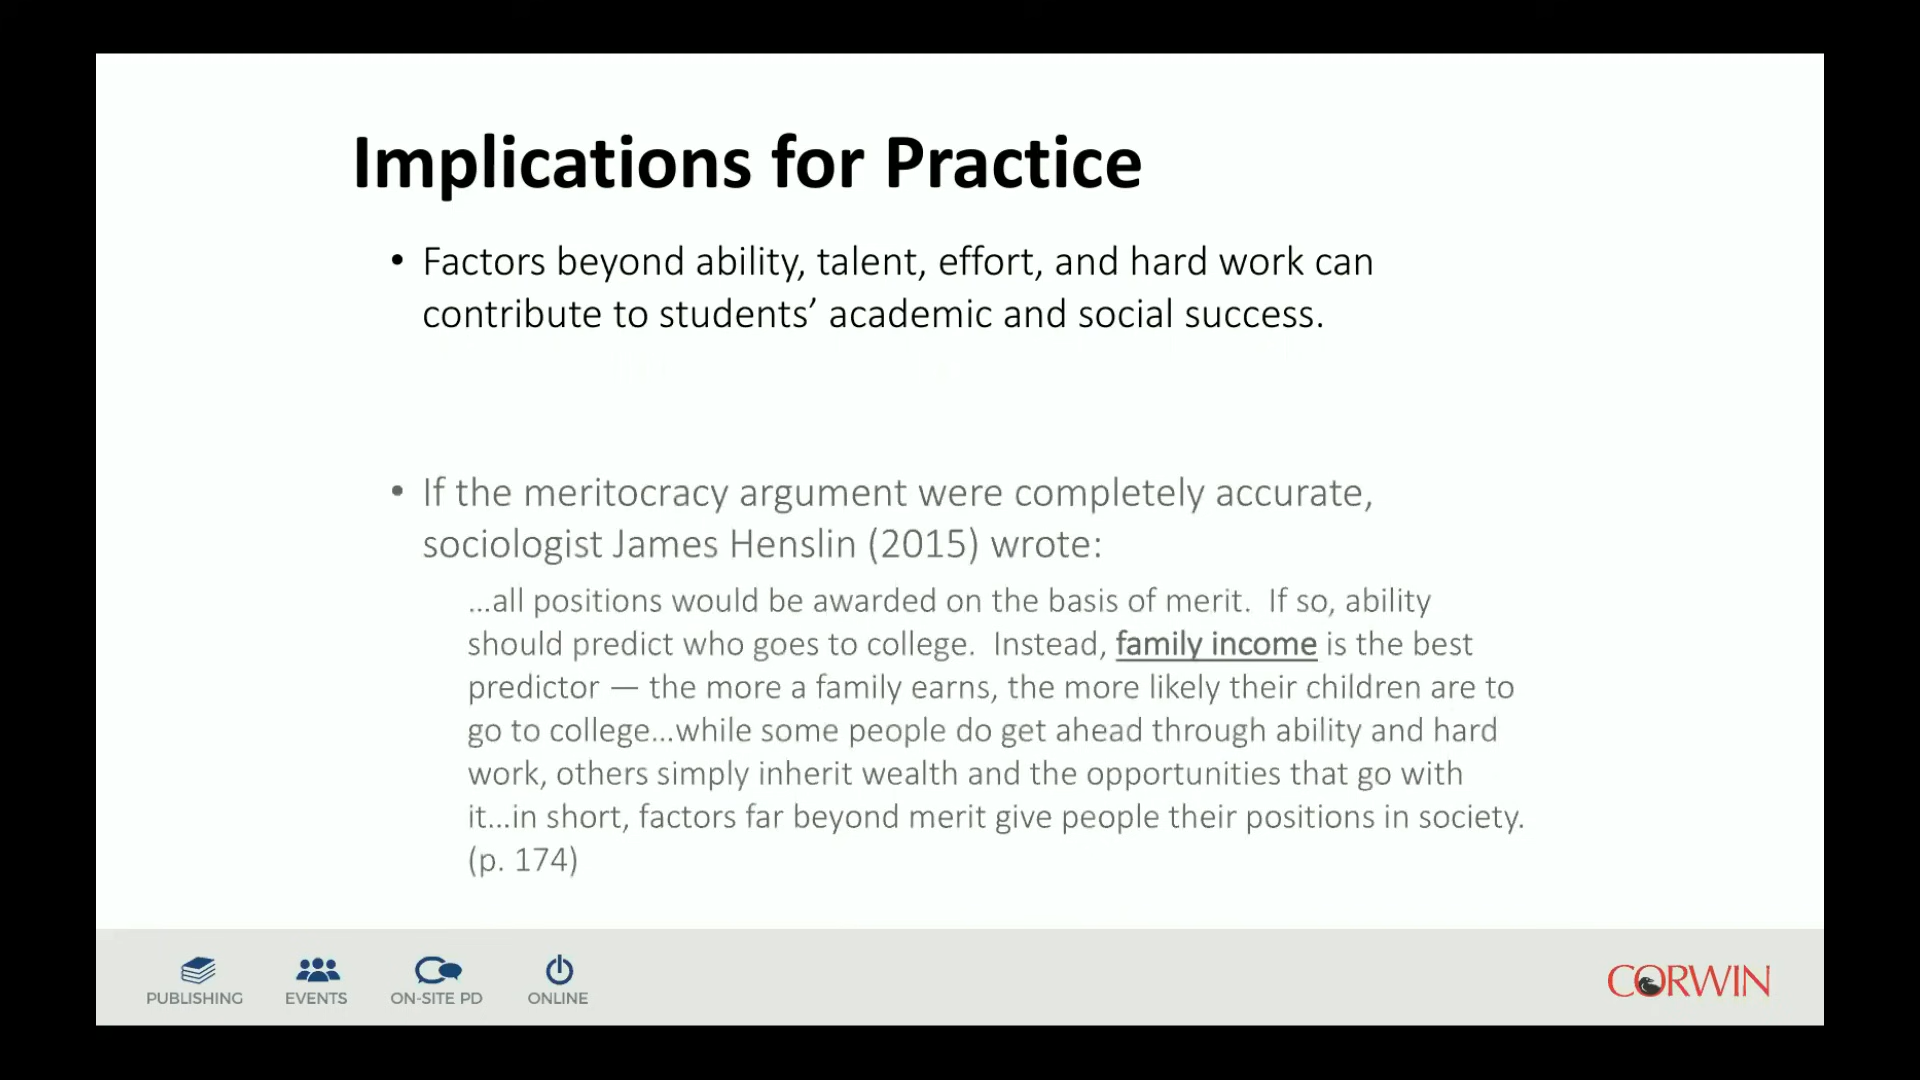 Implications for Practice
• Factors beyond ability, talent, effort, and hard work can
contribute to students’ academic and social success.
• If the meritocracy argument were completely accurate,
sociologist James Henslin (2015) wrote:
…all positions would be awarded on the basis of merit.  If so, ability
should predict who goes to college.  Instead, family income is the best
predictor — the more a family earns, the more likely their children are to
go to college…while some people do get ahead through ability and hard
work, others simply inherit wealth and the opportunities that go with
it…in short, factors far beyond merit give people their positions in society.
(p. 174)
PUBLISHING EVENTS ON-SITE PD ONLINE CORWIN